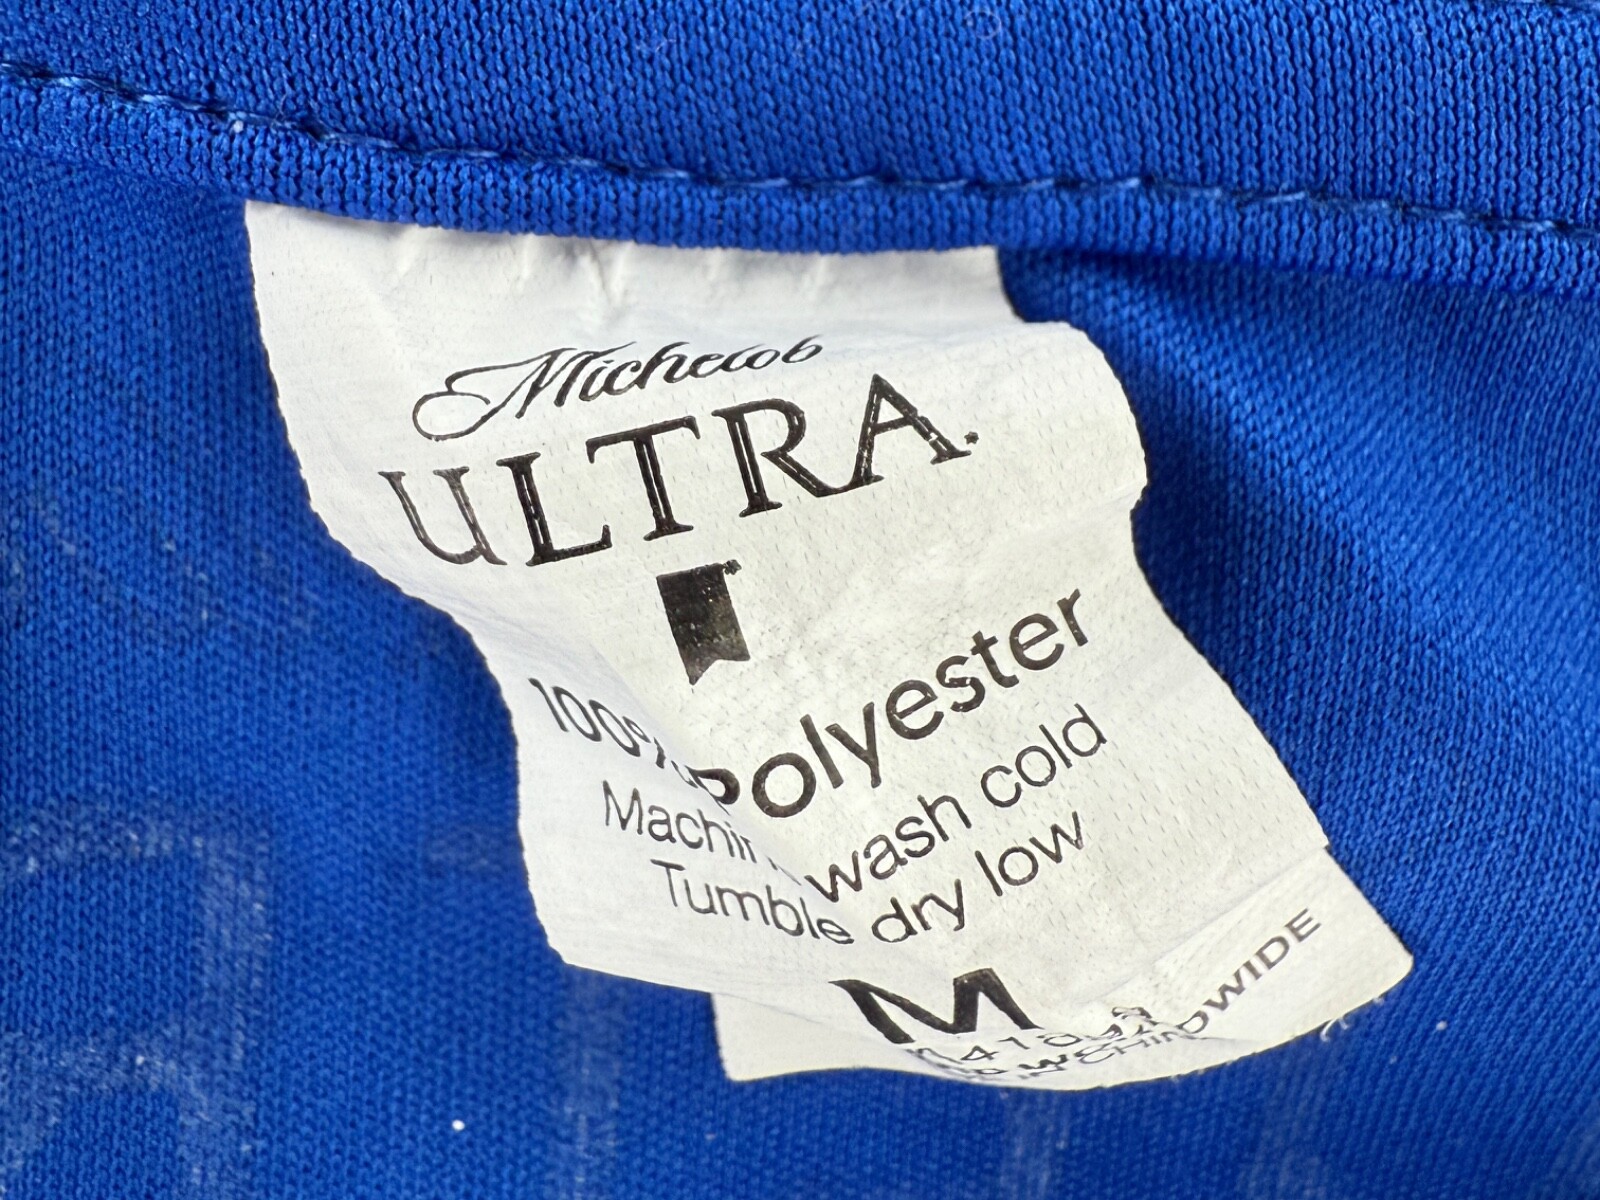 Michelob
ULTRA
100% Polyester
Machine wash cold
Tumble dry low
M